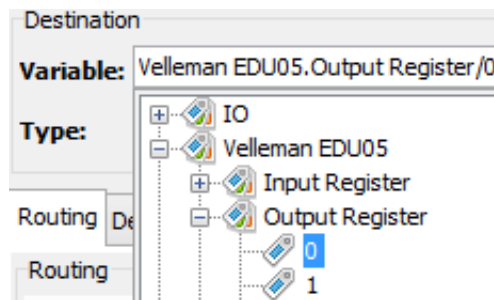 Destination
Variable: Velleman EDU05.Output Register/0
IO
Type:
Velleman EDU05
Input Register
Routing De
Output Register
Routing
0
1